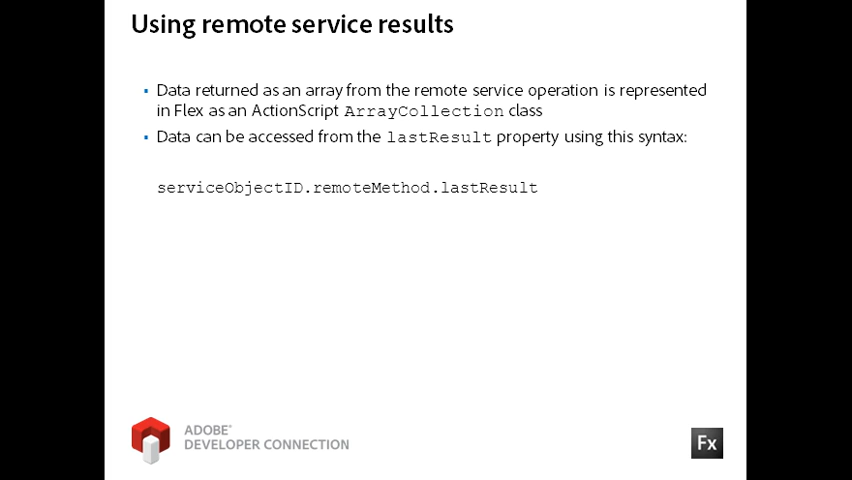 Using remote service results
▪ Data returned as an array from the remote service operation is represented
in Flex as an ActionScript ArrayCollection class
▪ Data can be accessed from the lastResult property using this syntax:
serviceObjectID.remoteMethod.lastResult
ADOBE®
DEVELOPER CONNECTION
Fx